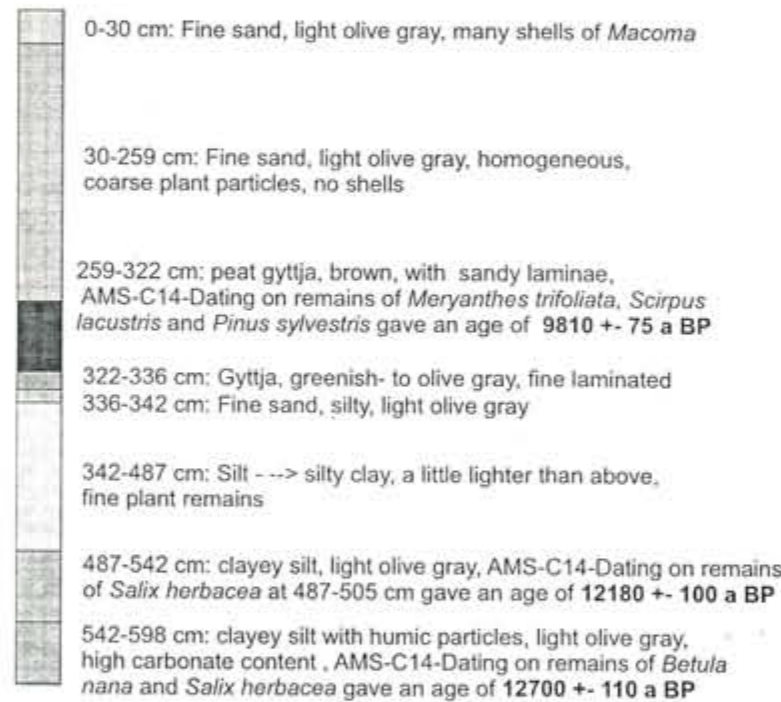 0-30 cm: Fine sand, light olive gray, many shells of Macoma
30-259 cm: Fine sand, light olive gray, homogeneous,
coarse plant particles, no shells
259-322 cm: peat gyttja, brown, with sandy laminae,
AMS-C14-Dating on remains of Meryanthes trifoliata, Scirpus
lacustris and Pinus sylvestris gave an age of 9810 +- 75 a BP
322-336 cm: Gyttja, greenish- to olive gray, fine laminated
336-342 cm: Fine sand, silty, light olive gray
342-487 cm: Silt - --> silty clay, a little lighter than above,
fine plant remains
487-542 cm: clayey silt, light olive gray, AMS-C14-Dating on remains
of Salix herbacea at 487-505 cm gave an age of 12180 +- 100 a BP
542-598 cm: clayey silt with humic particles, light olive gray,
high carbonate content , AMS-C14-Dating on remains of Betula
nana and Salix herbacea gave an age of 12700 +- 110 a BP